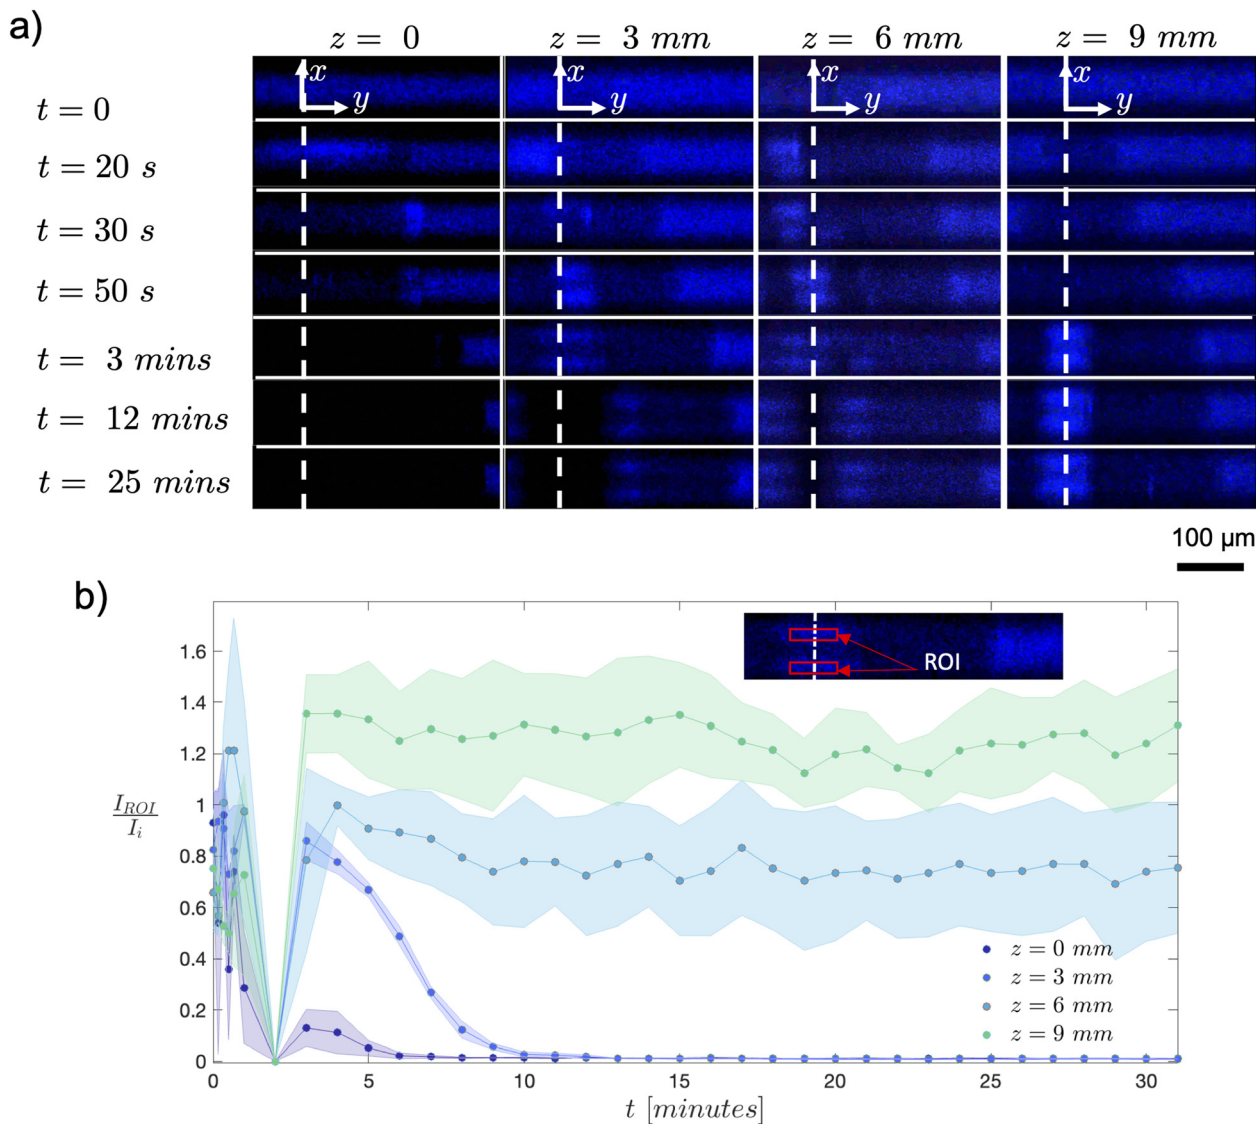 a)
z = 0 z = 3 mm z = 6 mm z = 9 mm
x x x x
y y y y
t = 0
t = 20 s
t = 30 s
t = 50 s
t = 3 mins
t = 12 mins
t = 25 mins
100 μm
b)
1.6
1.4
1.2
1
0.8
0.6
0.4
0.2
0
I_ROI
I_i
ROI
z = 0 mm
z = 3 mm
z = 6 mm
z = 9 mm
0 5 10 15 20 25 30
t [minutes]